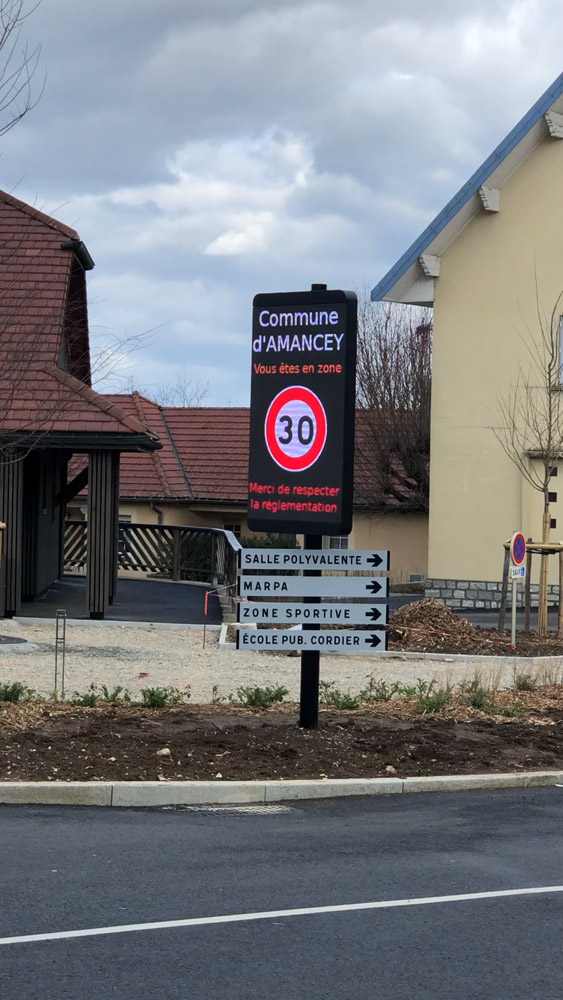 Commune
d'AMANCEY
Vous êtes en zone
30
Merci de respecter
la réglementation
SALLE POLYVALENTE
MARPA
ZONE SPORTIVE
ÉCOLE PUB. CORDIER